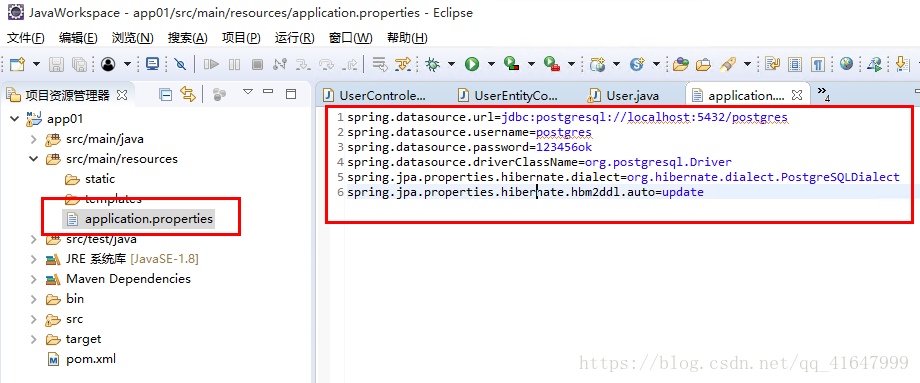 JavaWorkspace - app01/src/main/resources/application.properties - Eclipse
文件(F) 编辑(E) 浏览(N) 搜索(A) 项目(P) 运行(R) 窗口(W) 帮助(H)
项目资源管理器
app01
src/main/java
src/main/resources
static
templates
application.properties
src/test/java
JRE 系统库 [JavaSE-1.8]
Maven Dependencies
bin
src
target
pom.xml
UserControle... UserEntityCo... User.java application.... 4
1 spring.datasource.url=jdbc:postgresql://localhost:5432/postgres
2 spring.datasource.username=postgres
3 spring.datasource.password=123456ok
4 spring.datasource.driverClassName=org.postgresql.Driver
5 spring.jpa.properties.hibernate.dialect=org.hibernate.dialect.PostgreSQLDialect
6 spring.jpa.properties.hibernate.hbm2ddl.auto=update
https://blog.csdn.net/qq_41647999